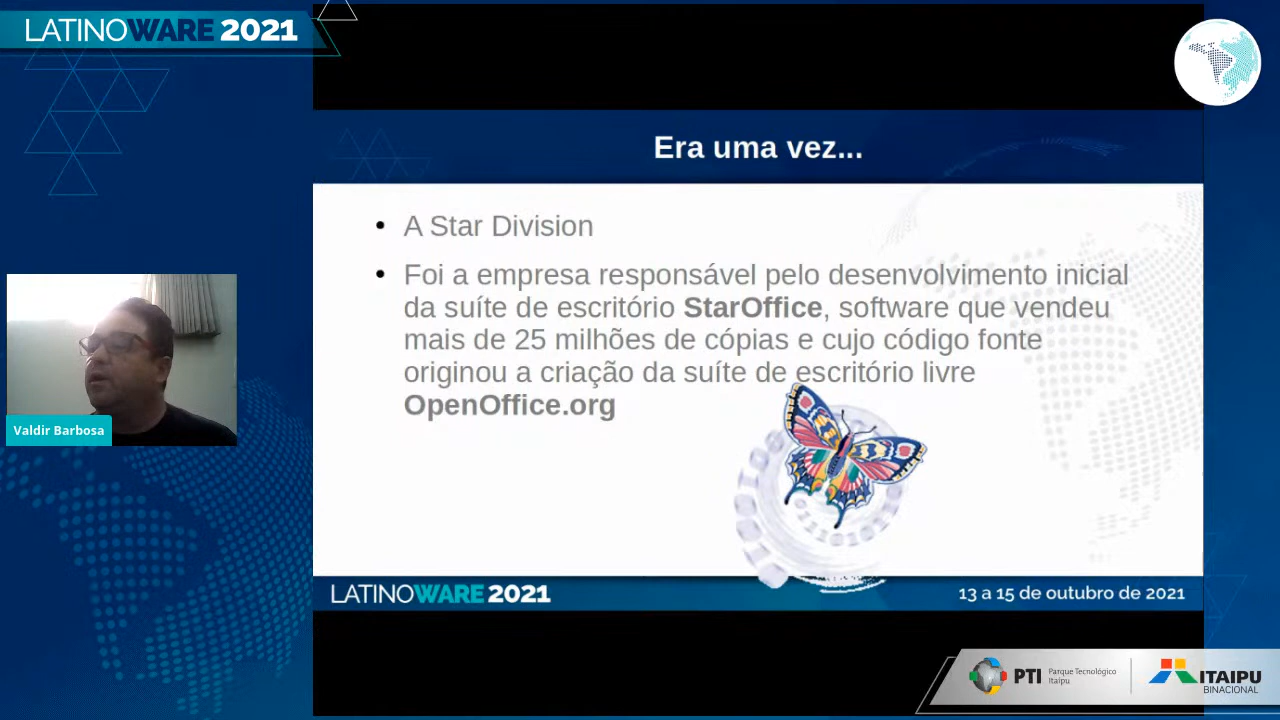 LATINOWARE 2021
Era uma vez...
• A Star Division
• Foi a empresa responsável pelo desenvolvimento inicial
da suíte de escritório StarOffice, software que vendeu
mais de 25 milhões de cópias e cujo código fonte
originou a criação da suíte de escritório livre
OpenOffice.org
Valdir Barbosa
LATINOWARE 2021
13 a 15 de outubro de 2021
PTI
Parque Tecnológico
Itaipu
ITAIPU
BINACIONAL